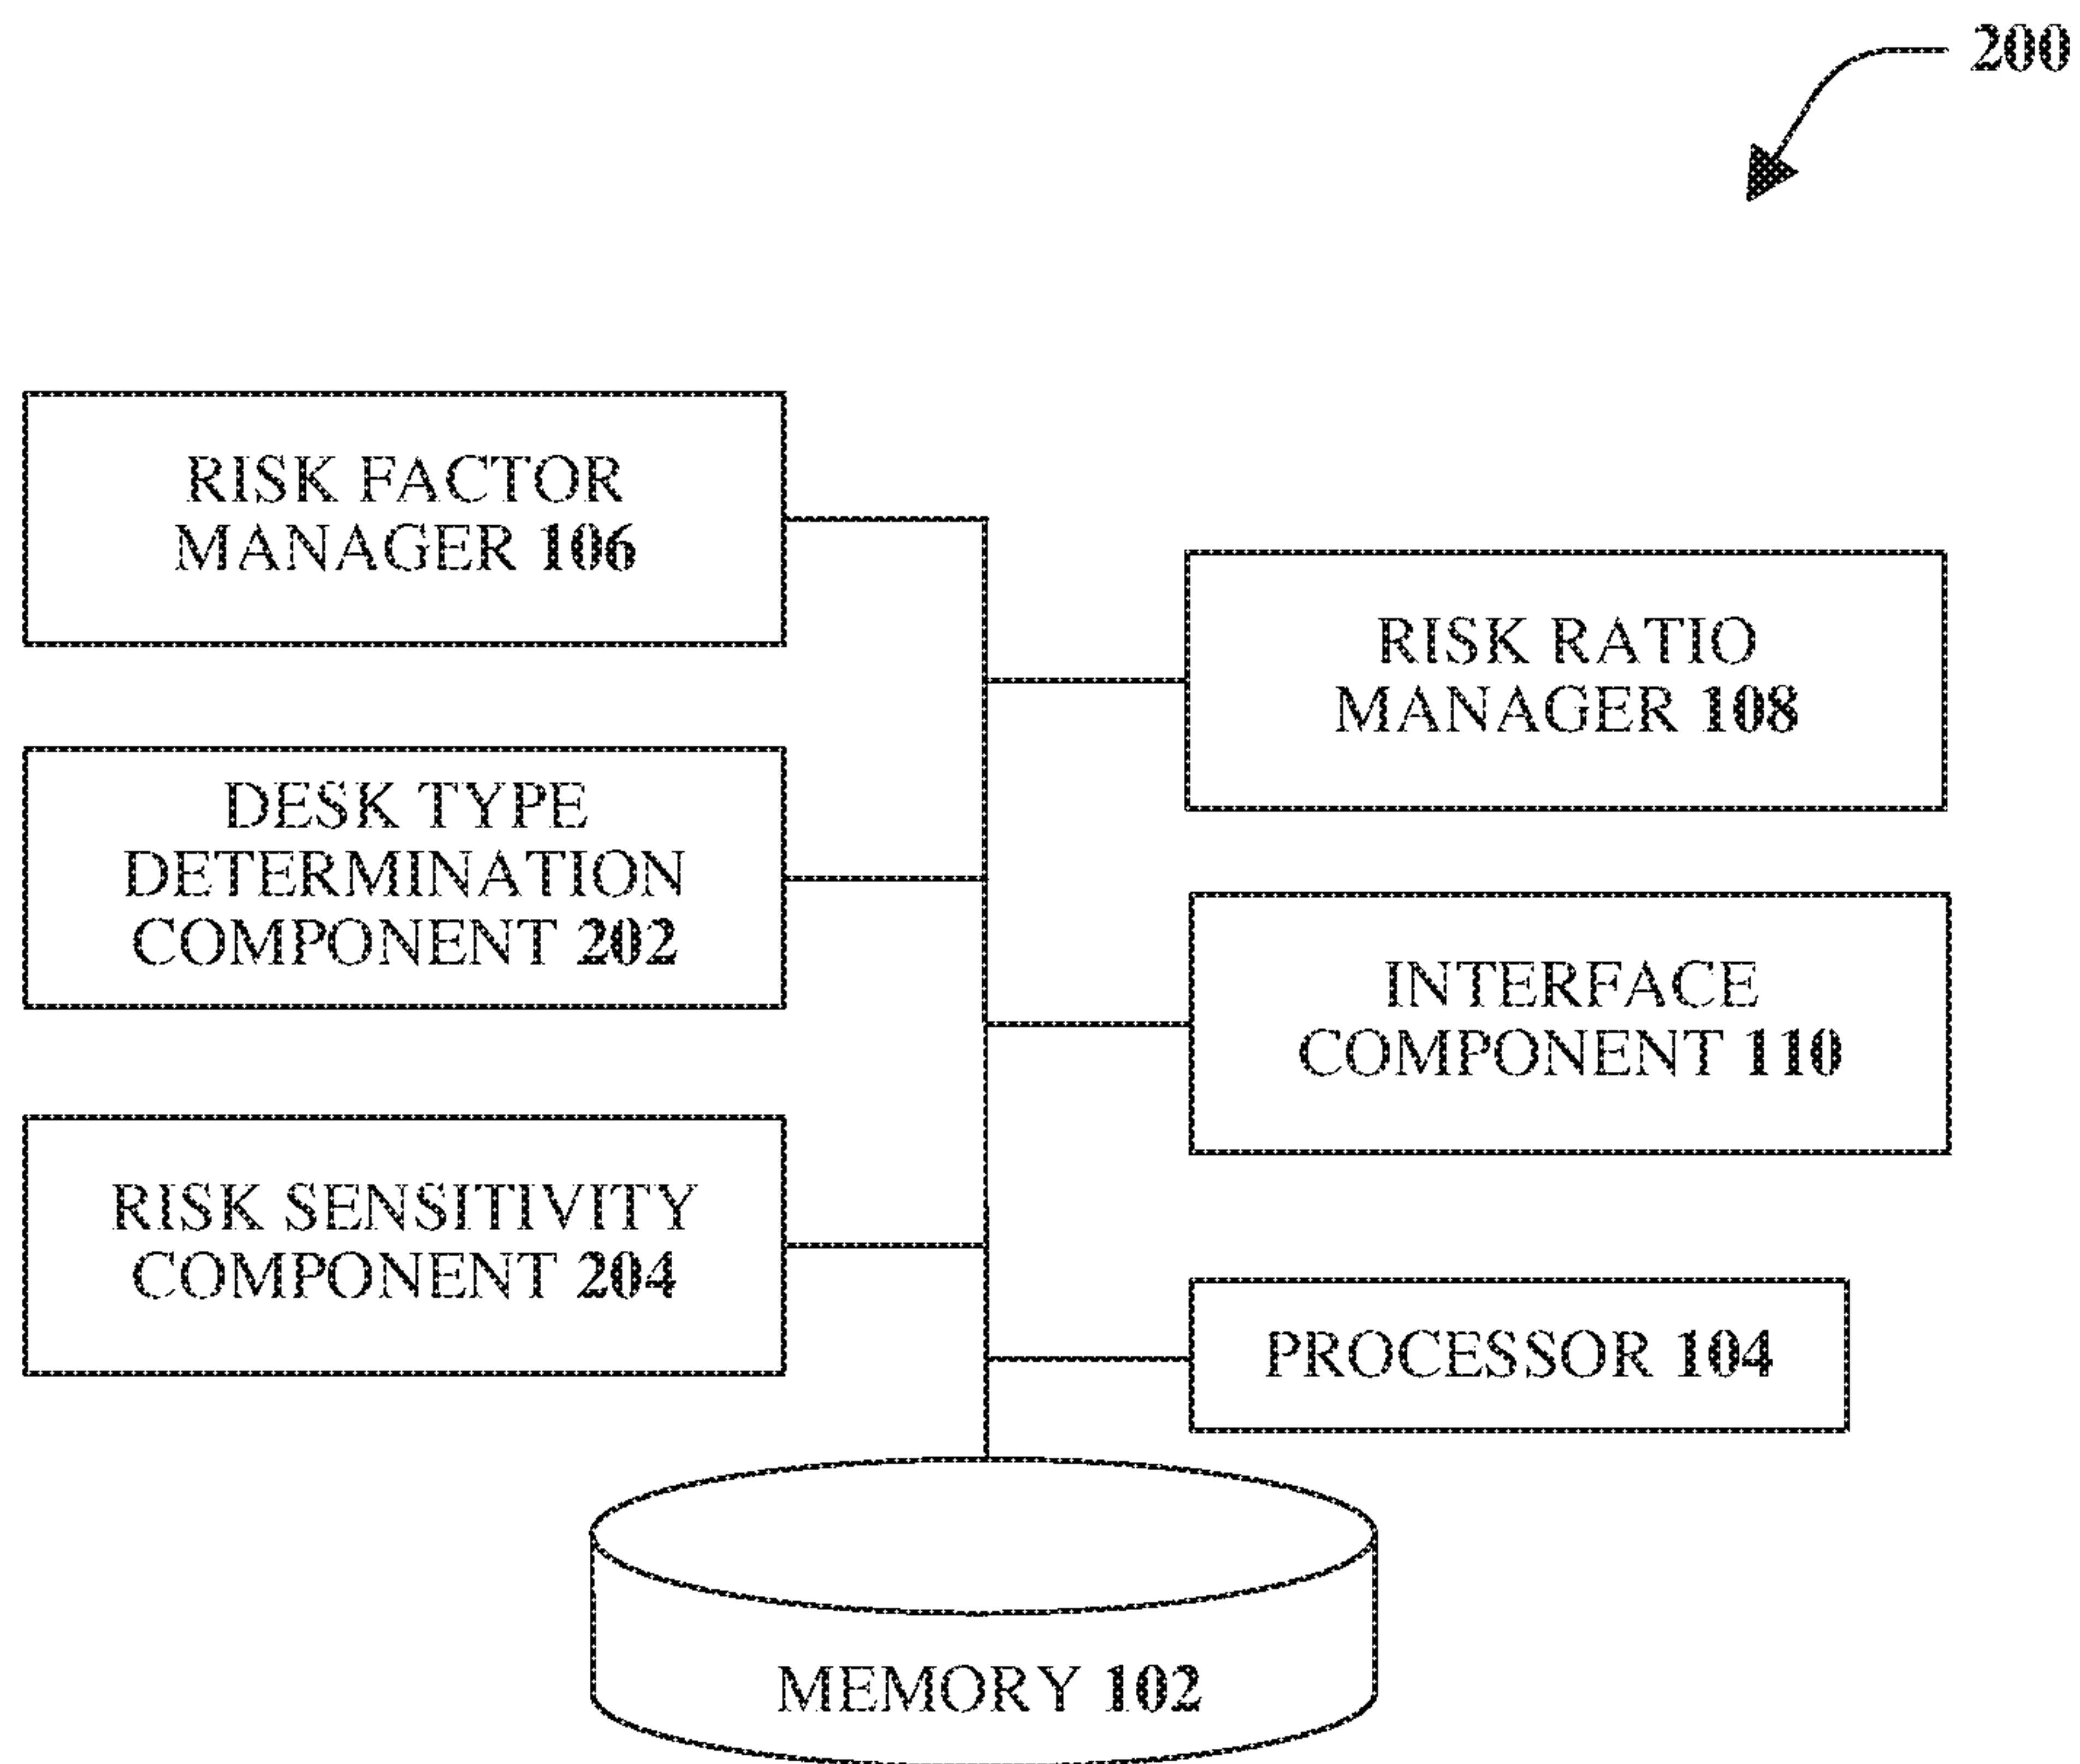 200
RISK FACTOR
MANAGER 106
RISK RATIO
MANAGER 108
DESK TYPE
DETERMINATION
COMPONENT 202
INTERFACE
COMPONENT 110
RISK SENSITIVITY
COMPONENT 204
PROCESSOR 104
MEMORY 102